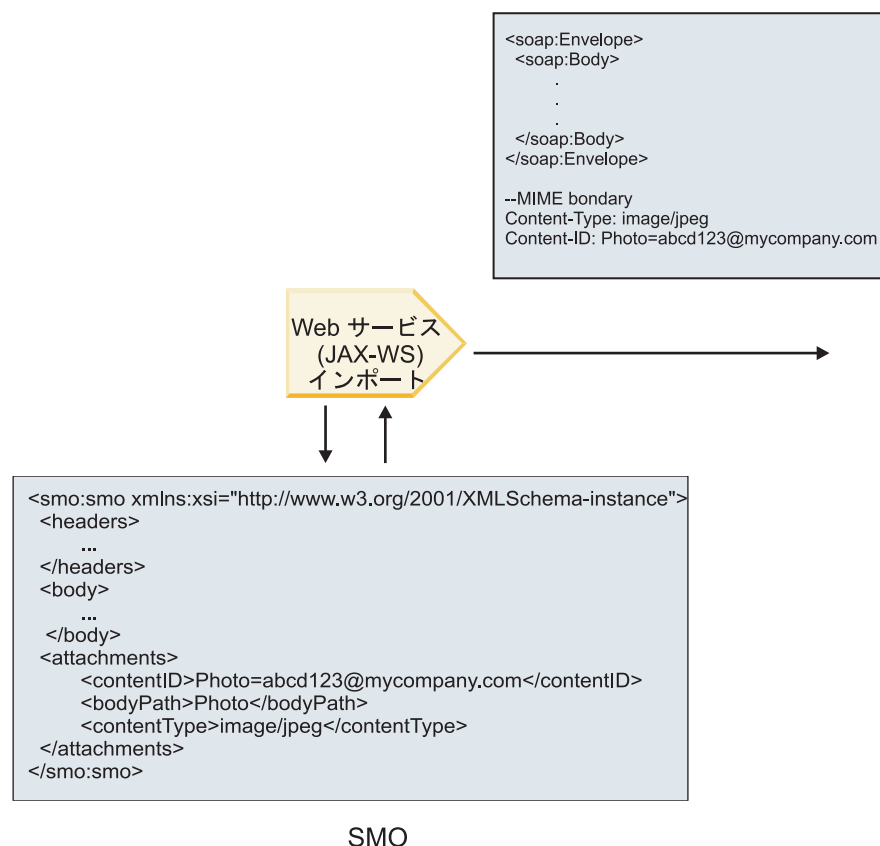 <soap:Envelope>
<soap:Body>
.
.
.
</soap:Body>
</soap:Envelope>
--MIME bondary
Content-Type: image/jpeg
Content-ID: Photo=abcd123@mycompany.com
Web サービス
(JAX-WS)
インポート
<smo:smo xmlns:xsi="http://www.w3.org/2001/XMLSchema-instance">
<headers>
...
</headers>
<body>
...
</body>
<attachments>
<contentID>Photo=abcd123@mycompany.com</contentID>
<bodyPath>Photo</bodyPath>
<contentType>image/jpeg</contentType>
</attachments>
</smo:smo>
SMO